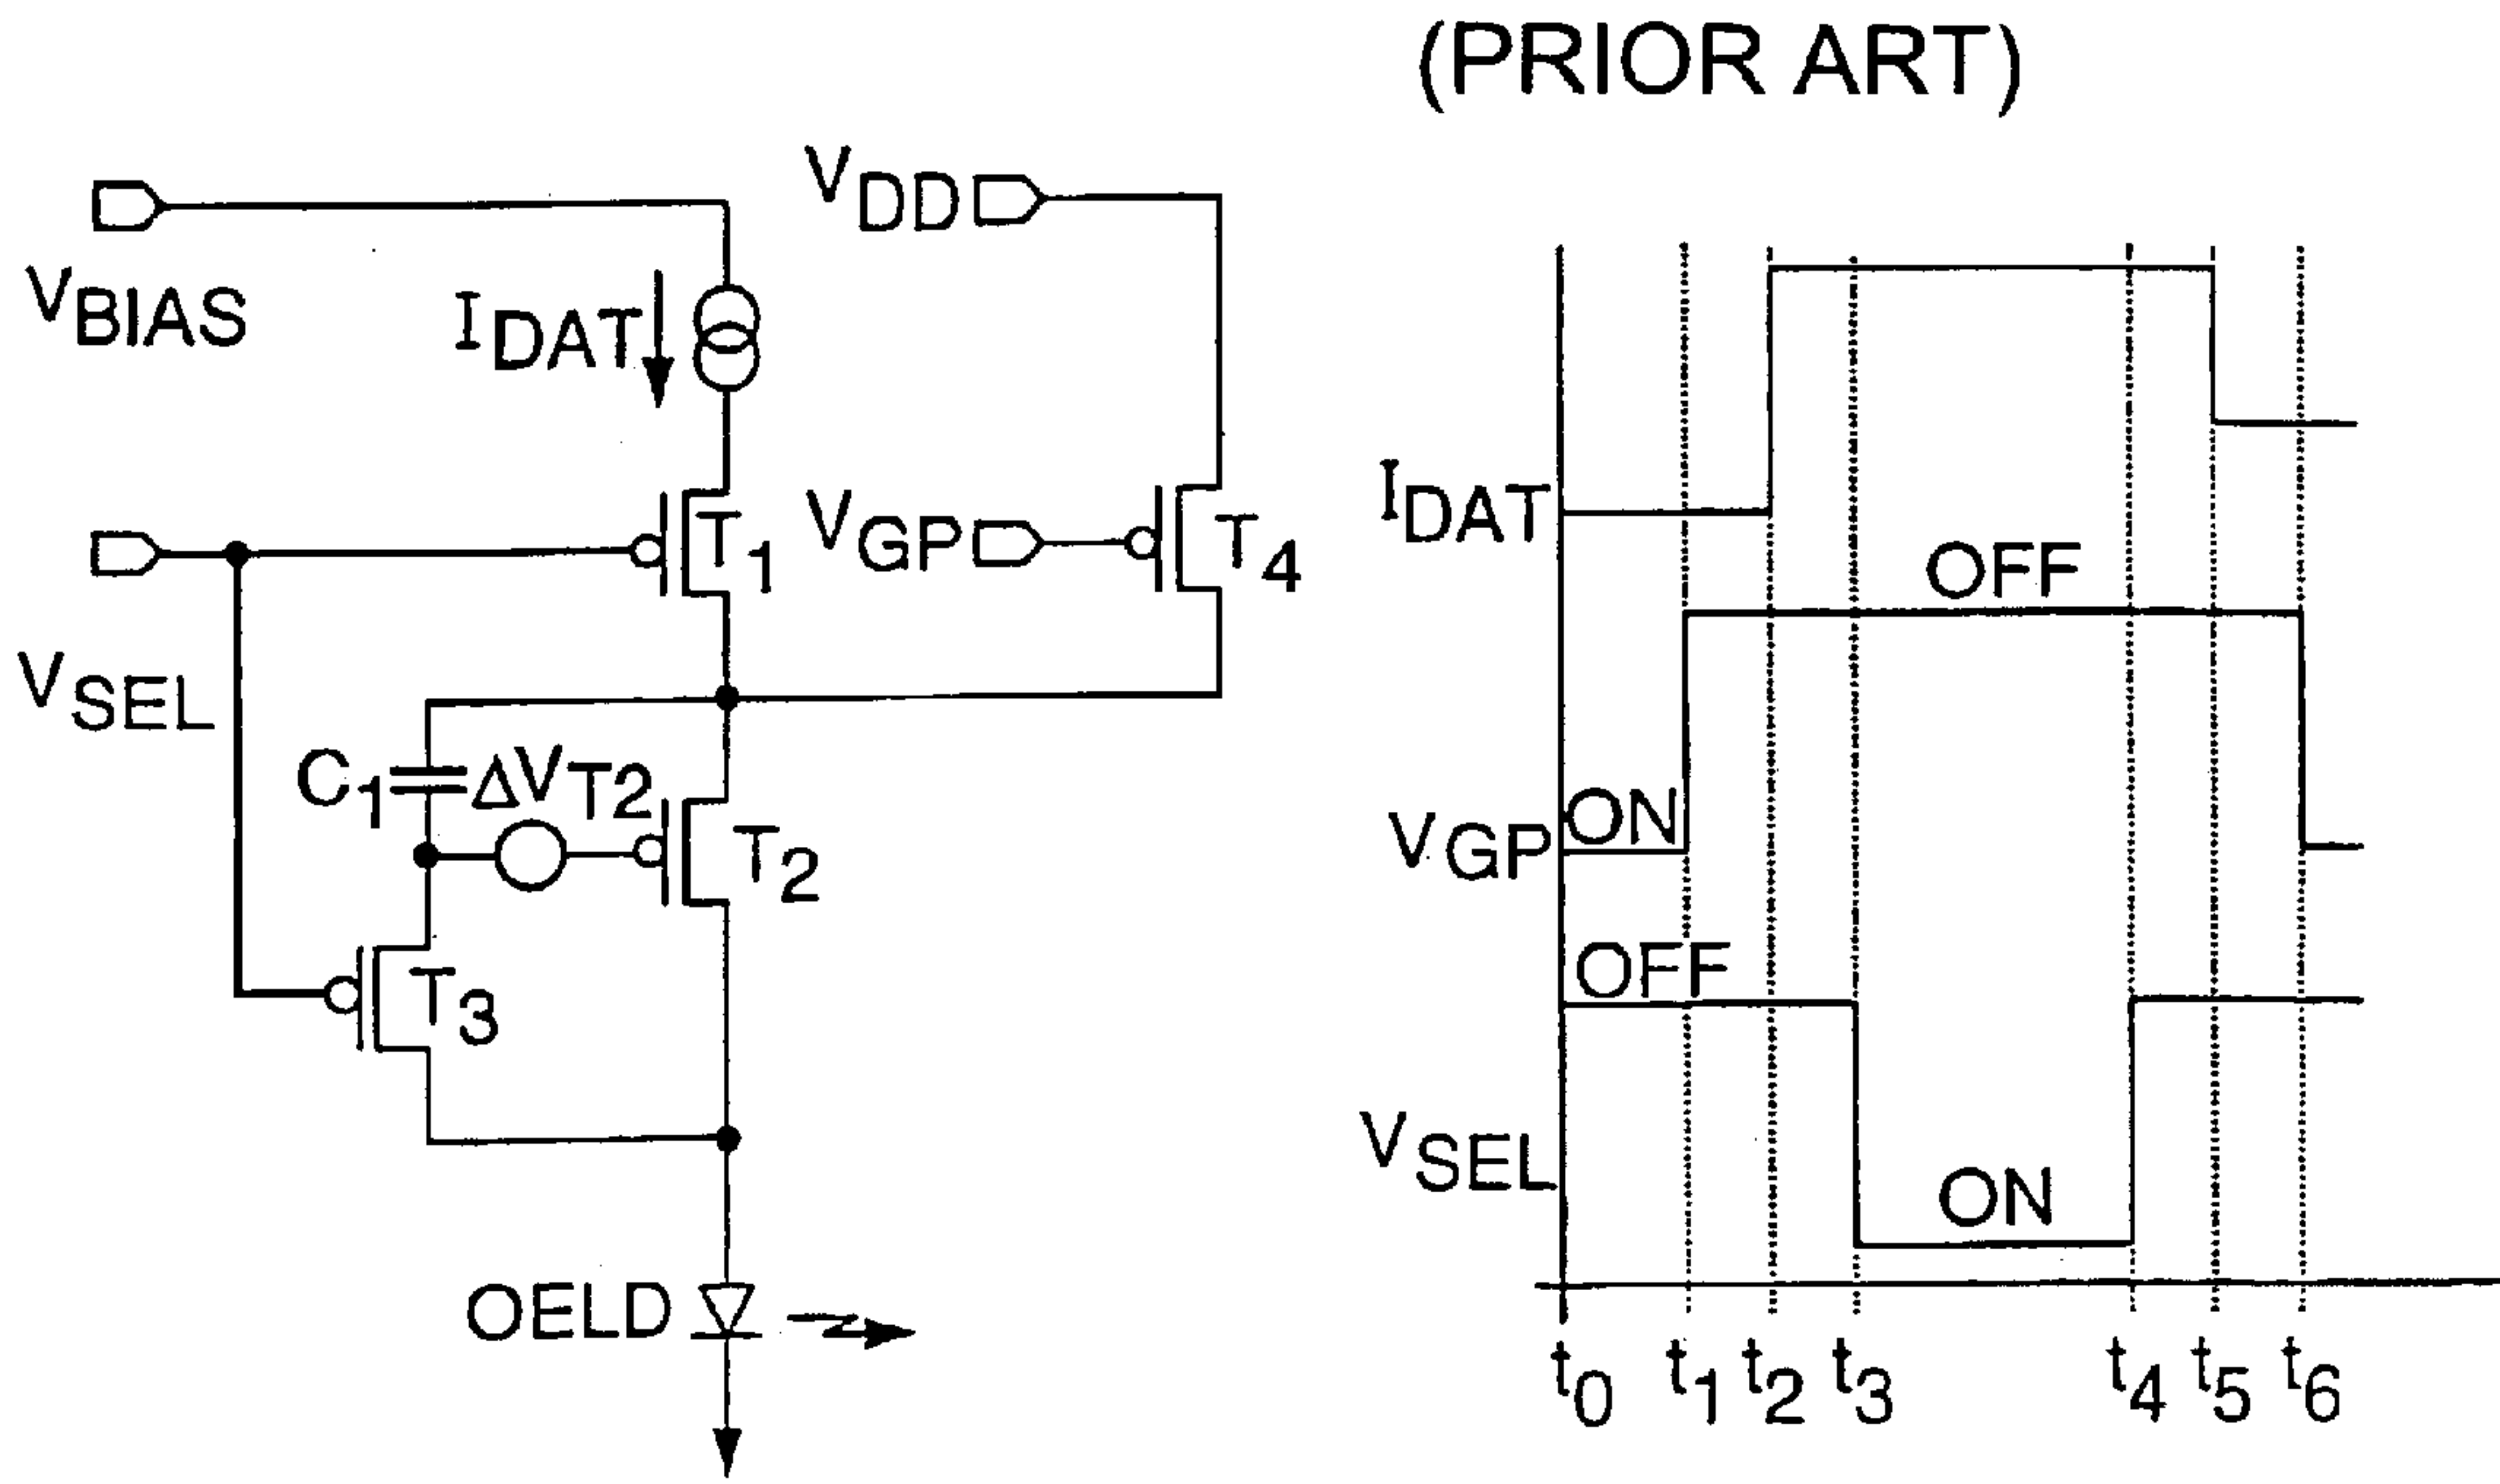 (PRIOR ART)
VDD
VBIAS
IDAT
T1
VGP
T4
VSEL
C1
ΔVT2
T2
T3
OELD
IDAT
OFF
ON
VGP
OFF
VSEL
ON
t0 t1 t2 t3 t4 t5 t6